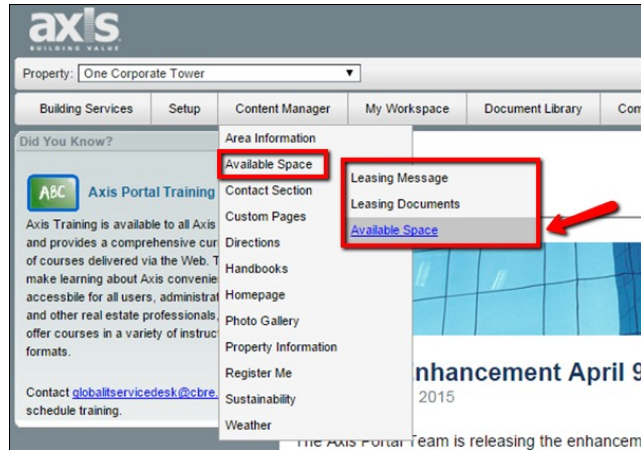 axis
BUILDING VALUE
Property: One Corporate Tower
Building Services Setup Content Manager My Workspace Document Library Com
Did You Know?
ABC Axis Portal Training
Axis Training is available to all Axis
and provides a comprehensive cur
of courses delivered via the Web. T
make learning about Axis convenie
accessbile for all users, administrat
and other real estate professionals,
offer courses in a variety of instruc
formats.
Contact globalitservicedesk@cbre.
schedule training.
Area Information
Available Space
Contact Section
Custom Pages
Directions
Handbooks
Homepage
Photo Gallery
Property Information
Register Me
Sustainability
Weather
Leasing Message
Leasing Documents
Available Space
nhancement April 9
2015
The Axis Portal Team is releasing the enhancem